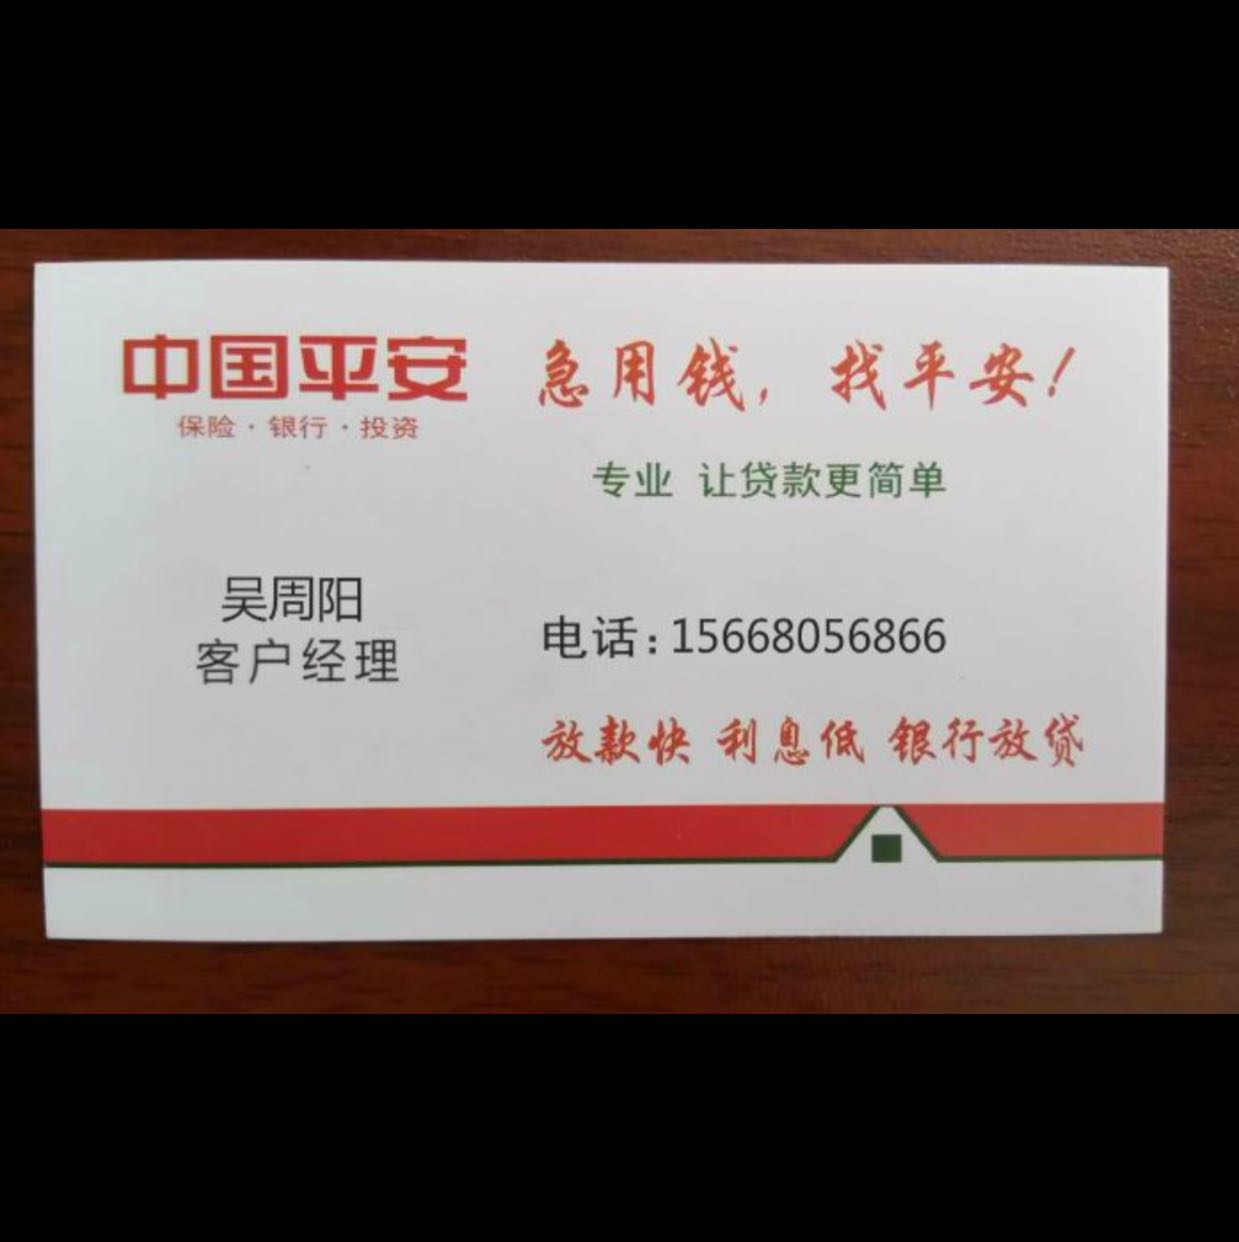 中国平安
保险·银行·投资
急用钱，找平安！
专业 让贷款更简单
吴周阳
客户经理
电话：15668056866
放款快 利息低 银行放贷